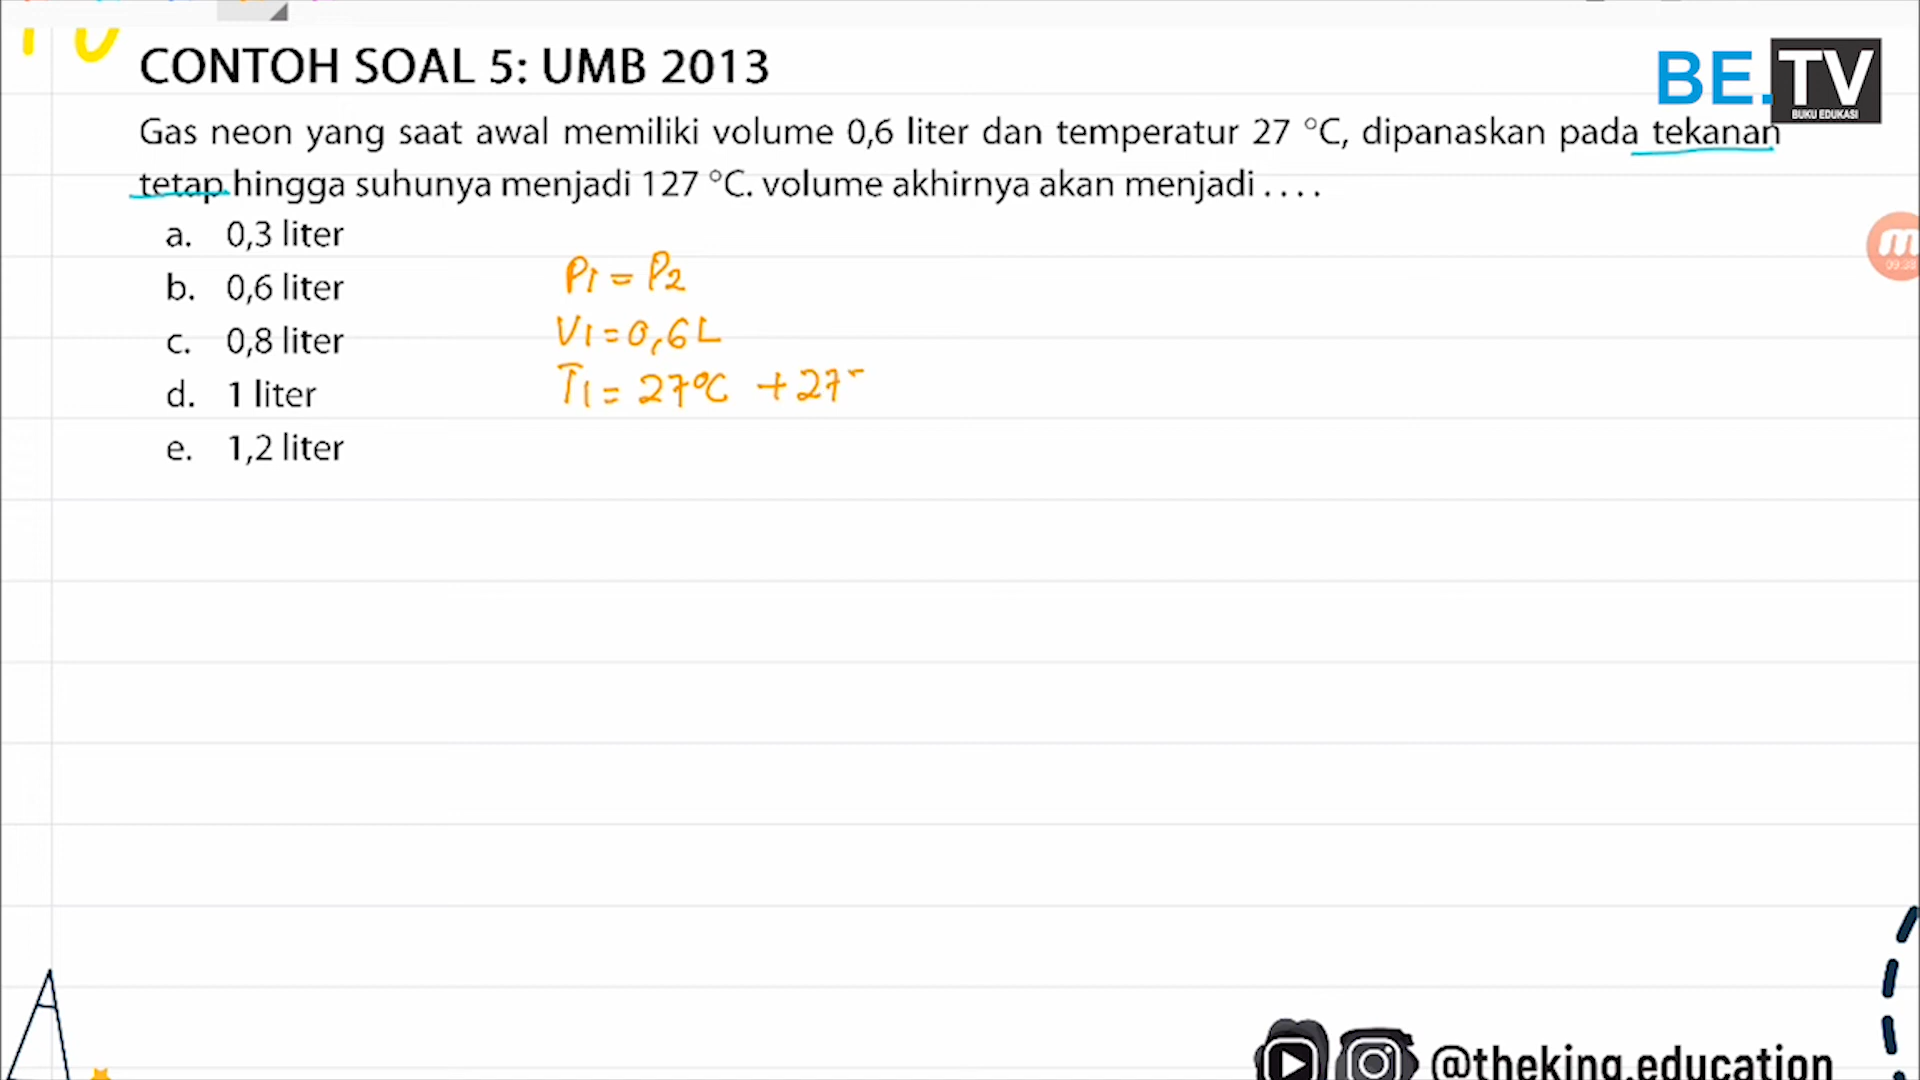 CONTOH SOAL 5: UMB 2013
BE.TV
BUKU EDUKASI
Gas neon yang saat awal memiliki volume 0,6 liter dan temperatur 27 °C, dipanaskan pada tekanan
tetap hingga suhunya menjadi 127 °C. volume akhirnya akan menjadi . . . .
a. 0,3 liter
b. 0,6 liter
c. 0,8 liter
d. 1 liter
e. 1,2 liter
P1 = P2
V1 = 0,6 L
T1 = 27°C + 27
@theking.education